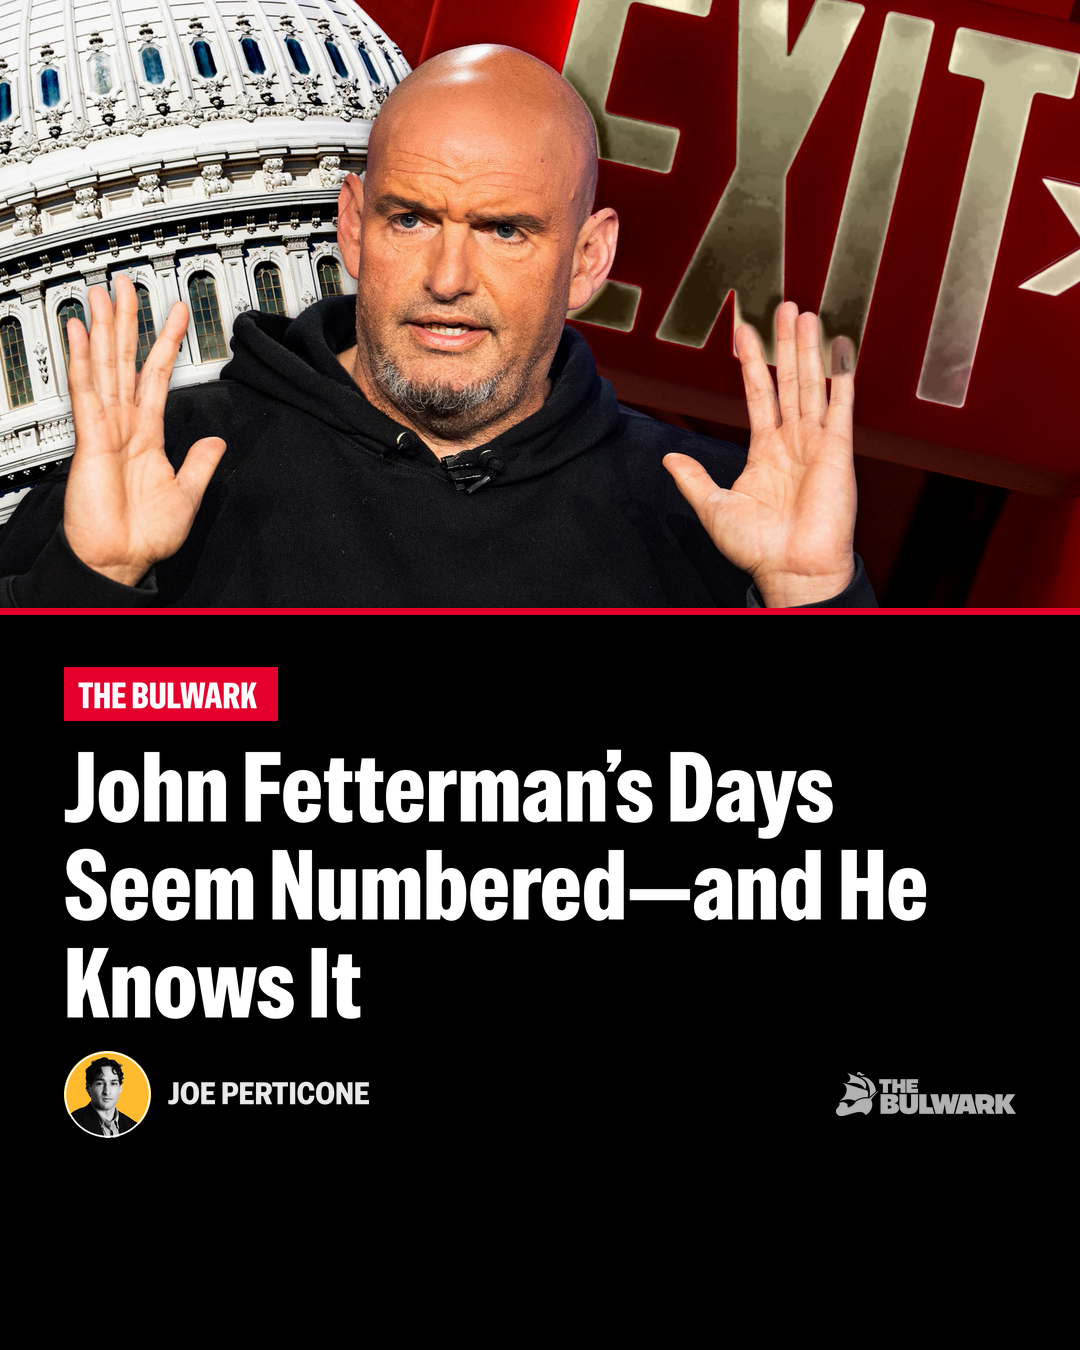 EXIT
THE BULWARK
John Fetterman’s Days
Seem Numbered—and He
Knows It
JOE PERTICONE
THE
BULWARK